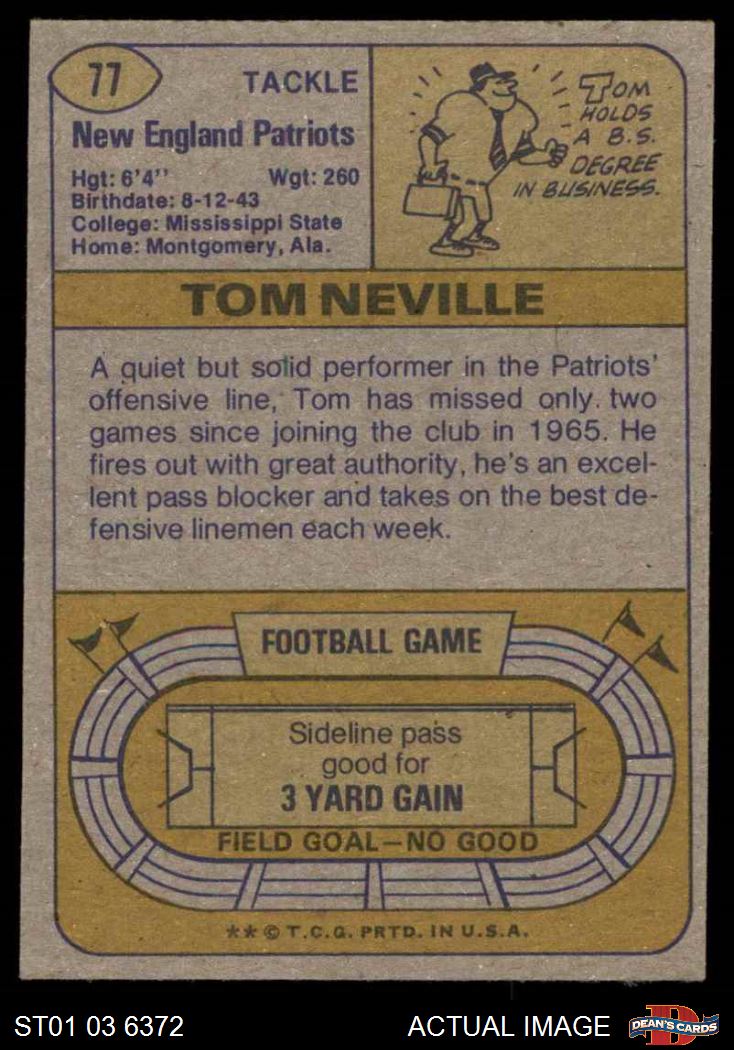 77
TACKLE
New England Patriots
Hgt: 6'4'' Wgt: 260
Birthdate: 8-12-43
College: Mississippi State
Home: Montgomery, Ala.
TOM
HOLDS
A B.S.
DEGREE
IN BUSINESS.
TOM NEVILLE
A quiet but solid performer in the Patriots'
offensive line, Tom has missed only. two
games since joining the club in 1965. He
fires out with great authority, he's an excel-
lent pass blocker and takes on the best de-
fensive linemen each week.
FOOTBALL GAME
Sideline pass
good for
3 YARD GAIN
FIELD GOAL—NO GOOD
** © T.C.G. PRTD. IN U.S.A.
ST01 03 6372 ACTUAL IMAGE
D
DEAN'S CARDS